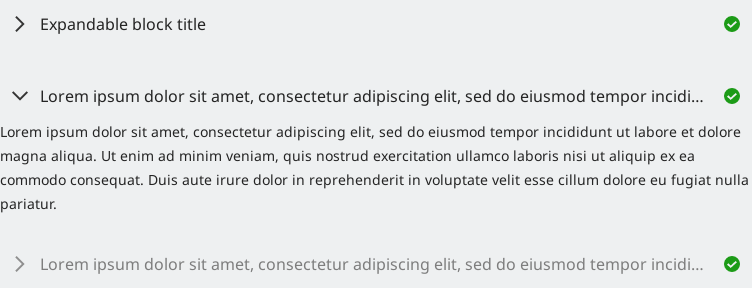 Expandable block title
Lorem ipsum dolor sit amet, consectetur adipiscing elit, sed do eiusmod tempor incidi...
Lorem ipsum dolor sit amet, consectetur adipiscing elit, sed do eiusmod tempor incididunt ut labore et dolore
magna aliqua. Ut enim ad minim veniam, quis nostrud exercitation ullamco laboris nisi ut aliquip ex ea
commodo consequat. Duis aute irure dolor in reprehenderit in voluptate velit esse cillum dolore eu fugiat nulla
pariatur.
Lorem ipsum dolor sit amet, consectetur adipiscing elit, sed do eiusmod tempor incidi...